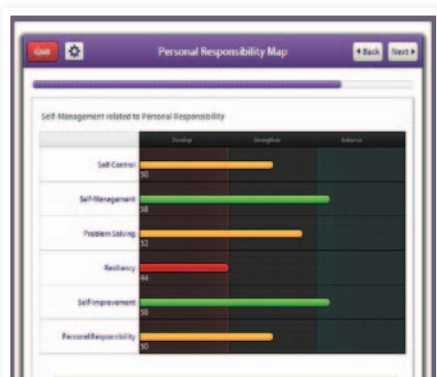 Quit
Personal Responsibility Map
Back Next
Self-Management related to Personal Responsibility
Develop Strengthen Enhance
Self-Control
50
Self-Management
58
Problem Solving
52
Resiliency
44
Self-Improvement
58
Personal Responsibility
50